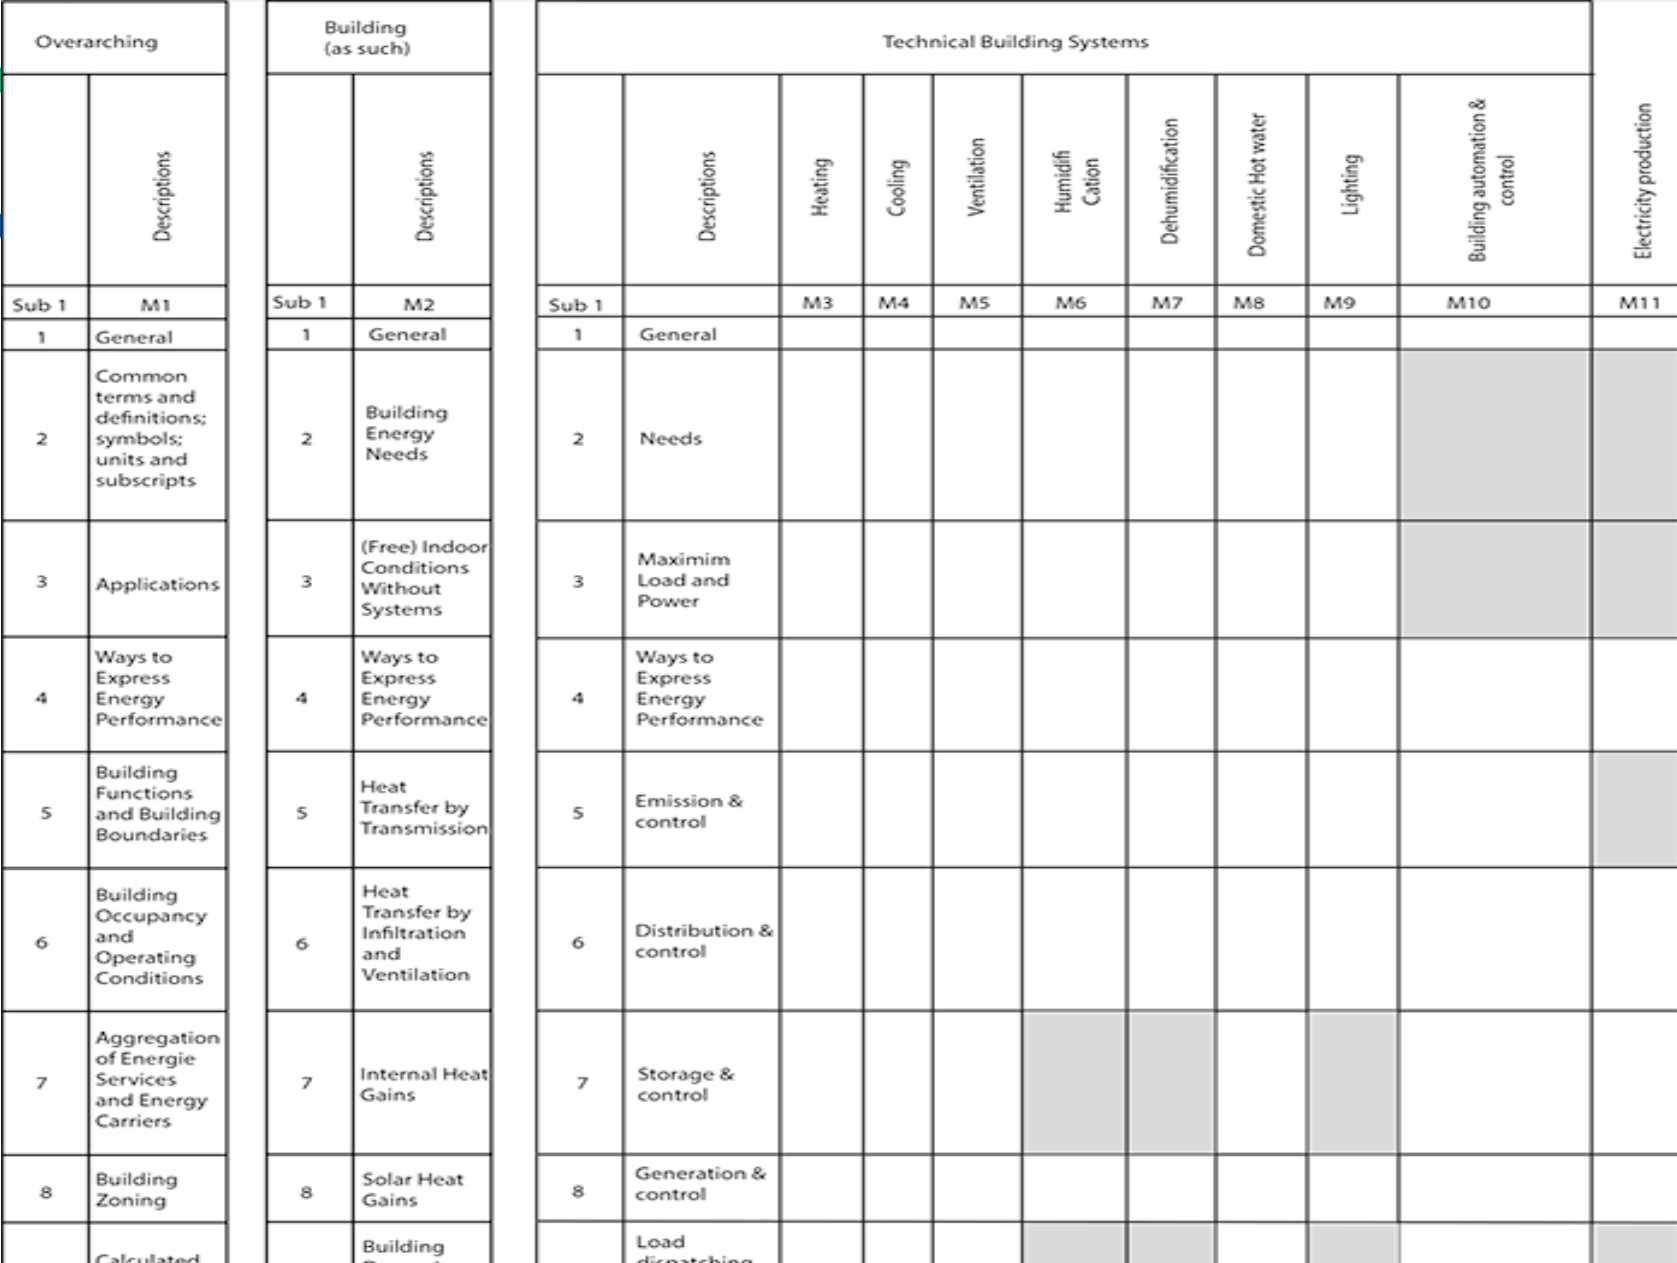 Overarching
Building
(as such)
Technical Building Systems
Descriptions
Descriptions
Descriptions
Heating
Cooling
Ventilation
Humidifi
Cation
Dehumidification
Domestic Hot water
Lighting
Building automation &
control
Electricity production
Sub 1 M1 Sub 1 M2 Sub 1 M3 M4 M5 M6 M7 M8 M9 M10 M11
1 General 1 General 1 General
2
Common
terms and
definitions;
symbols;
units and
subscripts
2
Building
Energy
Needs
2 Needs
3 Applications
3
(Free) Indoor
Conditions
Without
Systems
3
Maximim
Load and
Power
4
Ways to
Express
Energy
Performance
4
Ways to
Express
Energy
Performance
4
Ways to
Express
Energy
Performance
5
Building
Functions
and Building
Boundaries
5
Heat
Transfer by
Transmission
5
Emission &
control
6
Building
Occupancy
and
Operating
Conditions
6
Heat
Transfer by
Infiltration
and
Ventilation
6
Distribution &
control
7
Aggregation
of Energie
Services
and Energy
Carriers
7
Internal Heat
Gains
7
Storage &
control
8
Building
Zoning
8
Solar Heat
Gains
8
Generation &
control
Calculated
Building
Load
dispatching